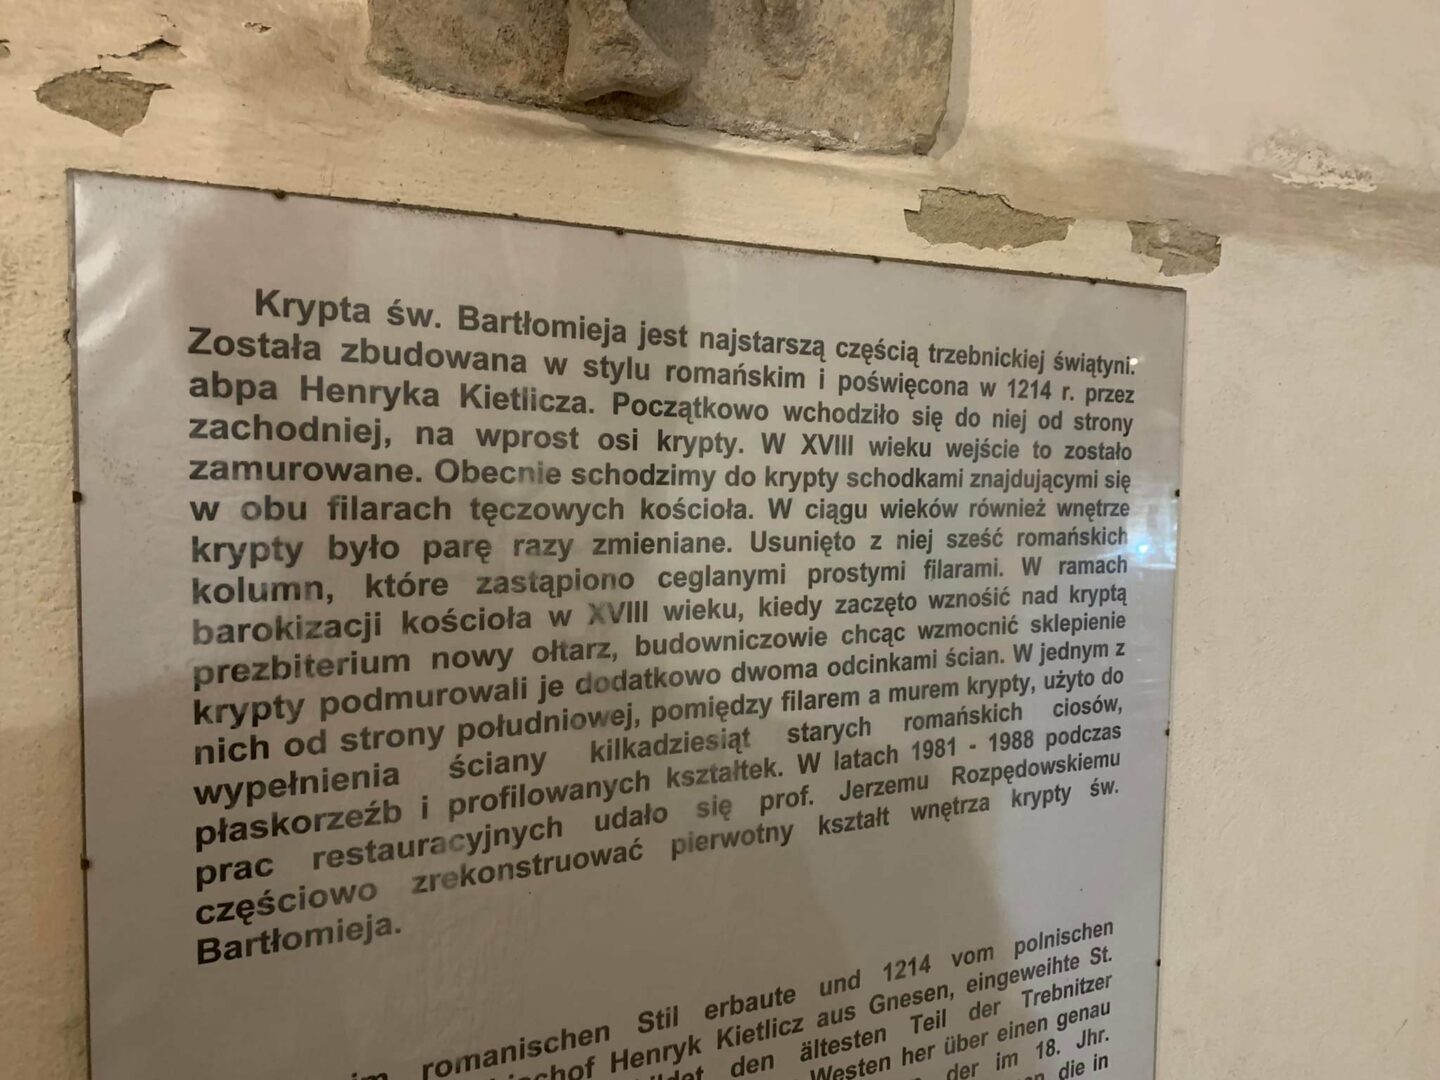 Krypta św. Bartłomieja jest najstarszą częścią trzebnickiej świątyni.
Została zbudowana w stylu romańskim i poświęcona w 1214 r. przez
abpa Henryka Kietlicza. Początkowo wchodziło się do niej od strony
zachodniej, na wprost osi krypty. W XVIII wieku wejście to zostało
zamurowane. Obecnie schodzimy do krypty schodkami znajdującymi się
w obu filarach tęczowych kościoła. W ciągu wieków również wnętrze
krypty było parę razy zmieniane. Usunięto z niej sześć romańskich
kolumn, które zastąpiono ceglanymi prostymi filarami. W ramach
barokizacji kościoła w XVIII wieku, kiedy zaczęto wznosić nad kryptą
prezbiterium nowy ołtarz, budowniczowie chcąc wzmocnić sklepienie
krypty podmurowali je dodatkowo dwoma odcinkami ścian. W jednym z
nich od strony południowej, pomiędzy filarem a murem krypty, użyto do
wypełnienia ściany kilkadziesiąt starych romańskich ciosów,
płaskorzeźb i profilowanych kształtek. W latach 1981 - 1988 podczas
prac restauracyjnych udało się prof. Jerzemu Rozpędowskiemu
częściowo zrekonstruować pierwotny kształt wnętrza krypty św.
Bartłomieja.
romanischen Stil erbaute und 1214 vom polnischen
Henryk Kietlicz aus Gnesen, eingeweihte St.
den ältesten Teil der Trebnitzer
Westen her über einen genau
der im 18. Jhr.
die in